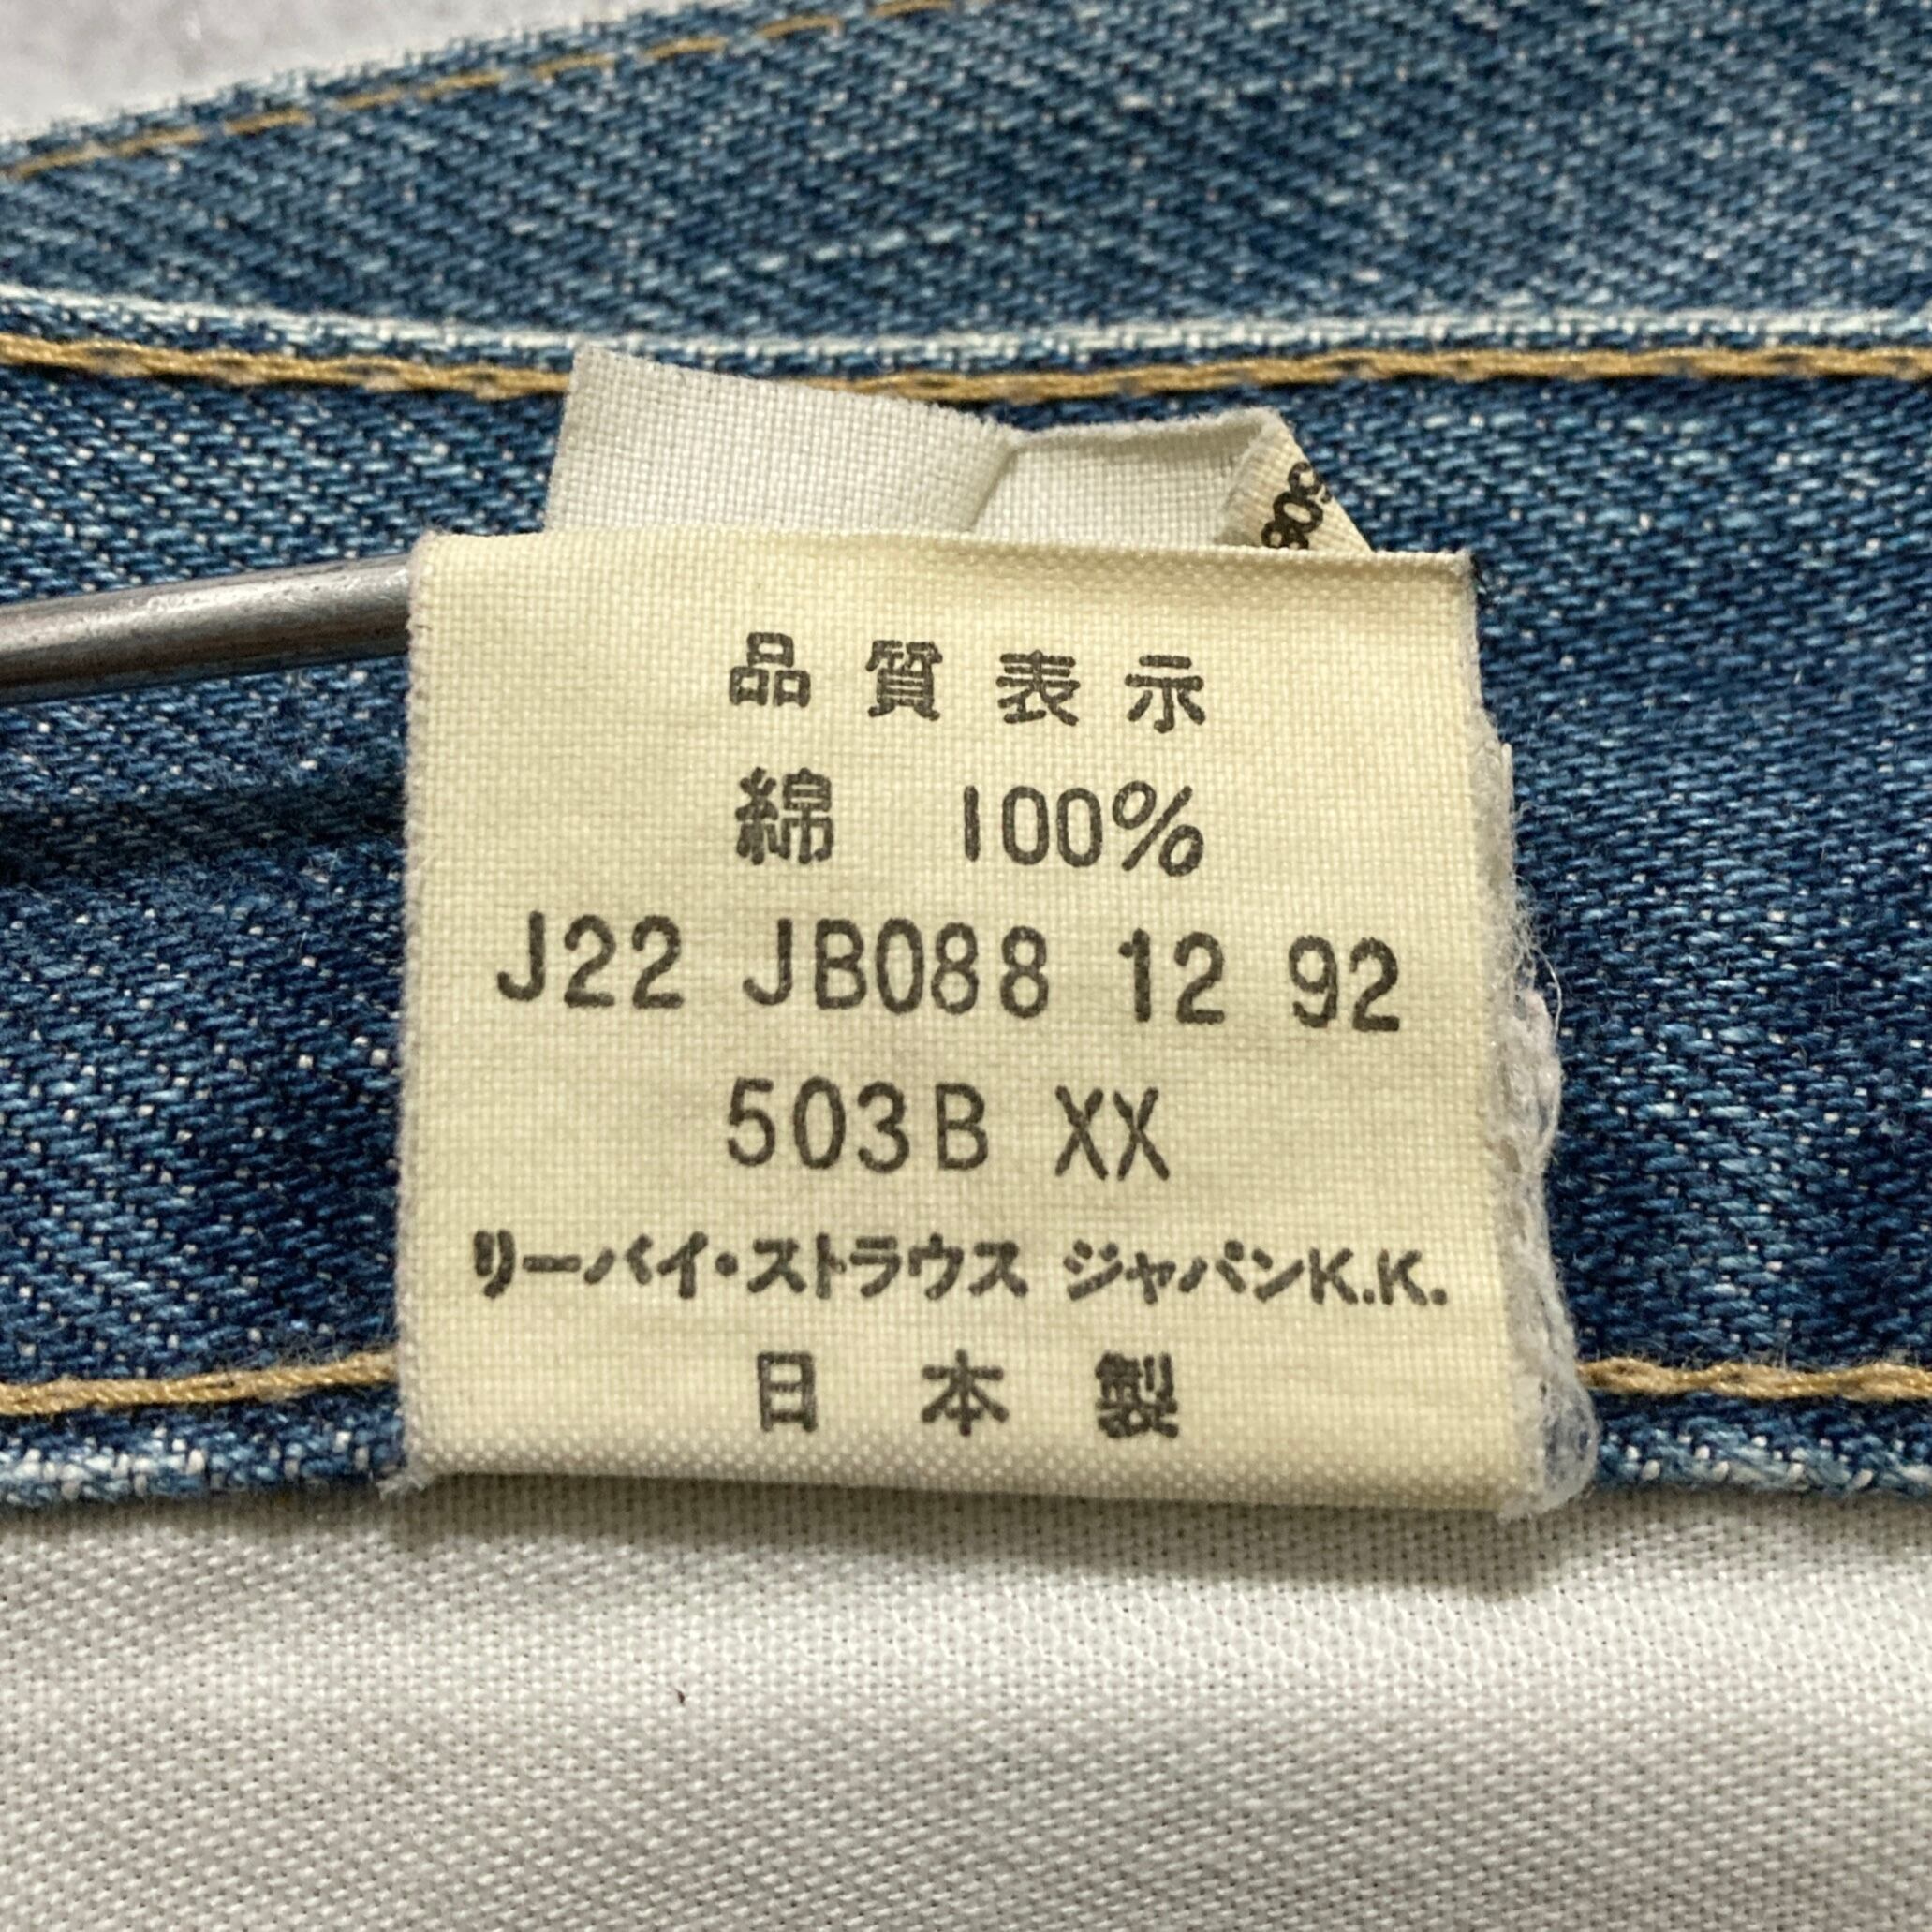 品質表示
綿 100%
J22 JB088 12 92
503B XX
リーバイ・ストラウス ジャパンK.K.
日本製